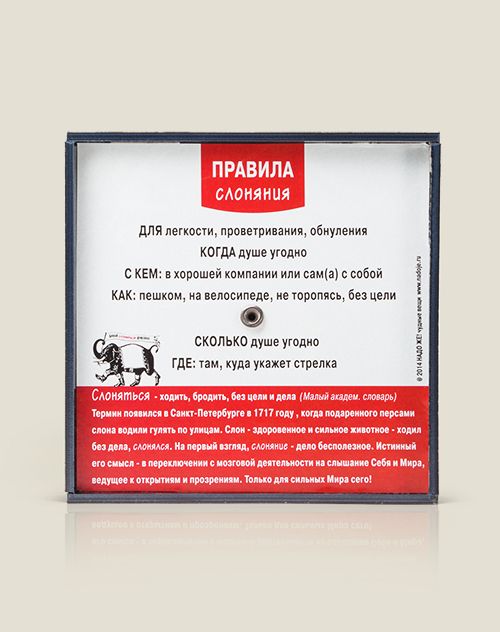 ПРАВИЛА
слоняния
ДЛЯ легкости, проветривания, обнуления
КОГДА душе угодно
С КЕМ: в хорошей компании или сам(а) с собой
КАК: пешком, на велосипеде, не торопясь, без цели
СКОЛЬКО душе угодно
ГДЕ: там, куда укажет стрелка
© 2014 НАДО ЖЕ! чудные вещи www.nadoje.ru
Слоняться - ходить, бродить, без цели и дела (Малый академ. словарь)
Термин появился в Санкт-Петербурге в 1717 году , когда подаренного персами
слона водили гулять по улицам. Слон - здоровенное и сильное животное - ходил
без дела, слонялся. На первый взгляд, слоняние - дело бесполезное. Истинный
его смысл - в переключении с мозговой деятельности на слышание Себя и Мира,
ведущее к открытиям и прозрениям. Только для сильных Мира сего!